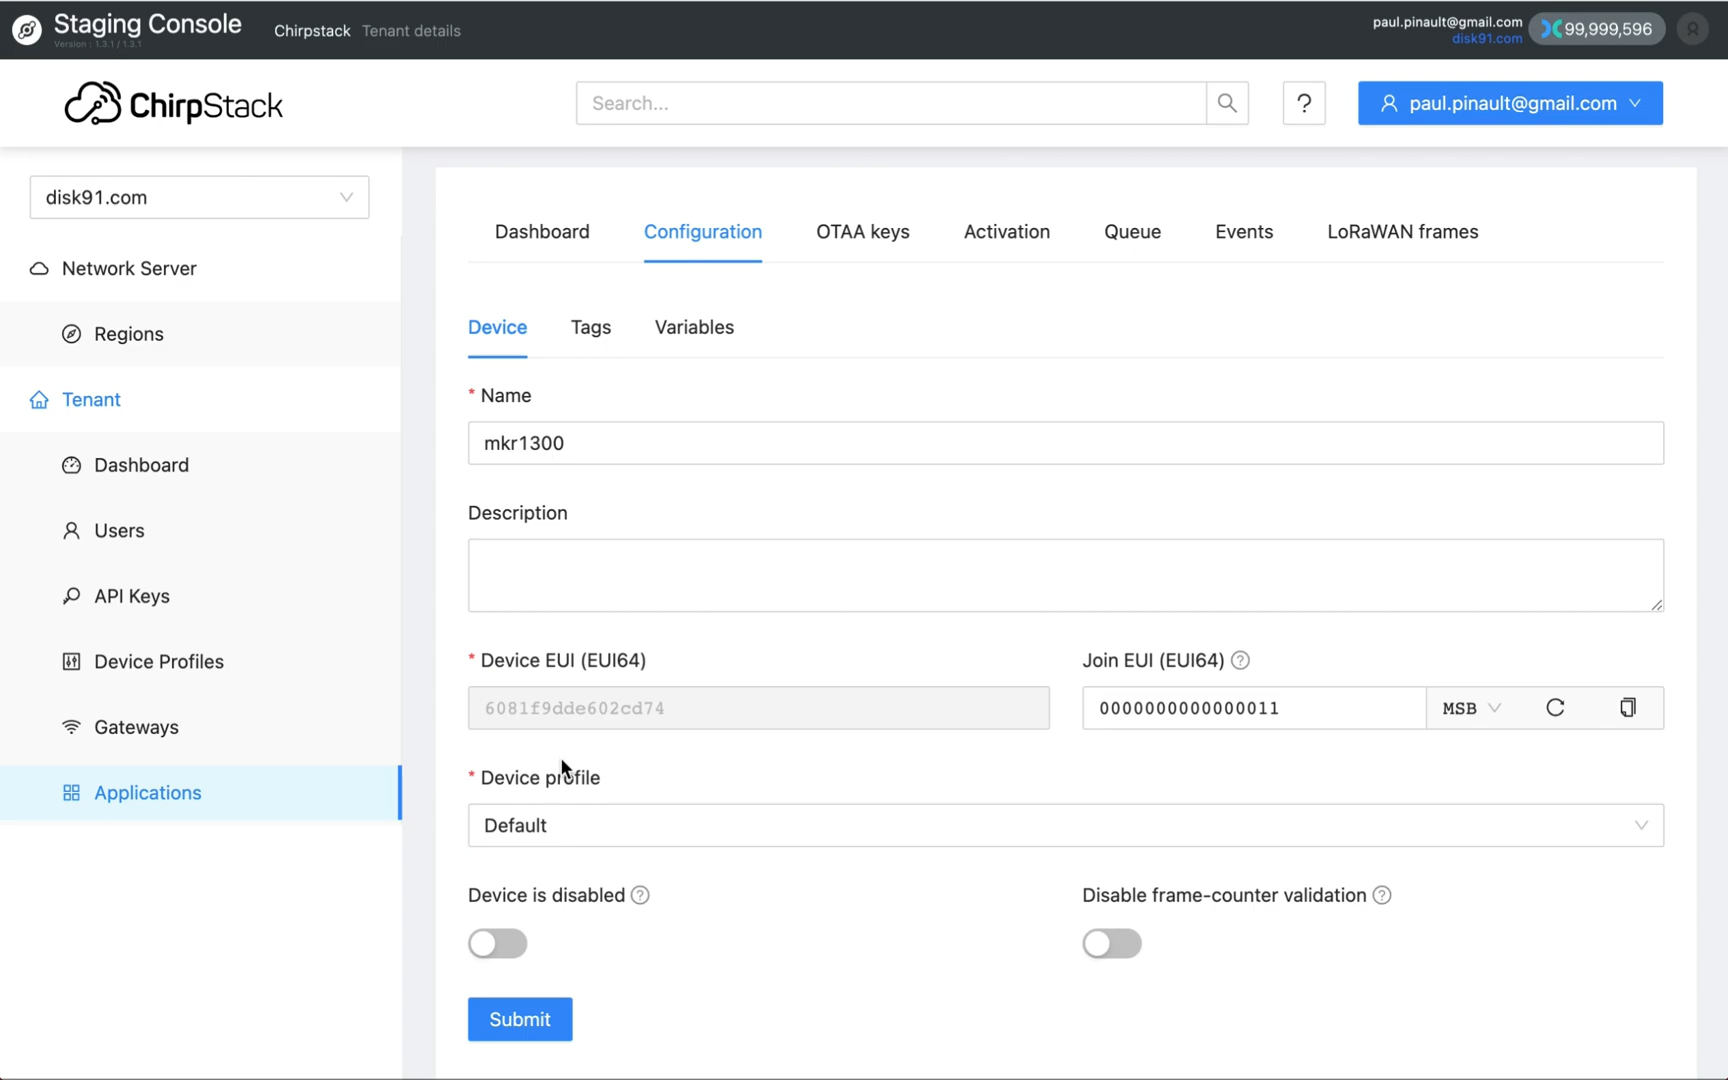 Staging Console
Version : 1.3.1 / 1.3.1
Chirpstack Tenant details
paul.pinault@gmail.com
disk91.com
99,999,596
ChirpStack
Search...
?
paul.pinault@gmail.com
disk91.com
Network Server
Regions
Tenant
Dashboard
Users
API Keys
Device Profiles
Gateways
Applications
Dashboard Configuration OTAA keys Activation Queue Events LoRaWAN frames
Device Tags Variables
* Name
mkr1300
Description
* Device EUI (EUI64)
6081f9dde602cd74
Join EUI (EUI64) ?
0000000000000011 MSB
* Device profile
Default
Device is disabled ?
Disable frame-counter validation ?
Submit